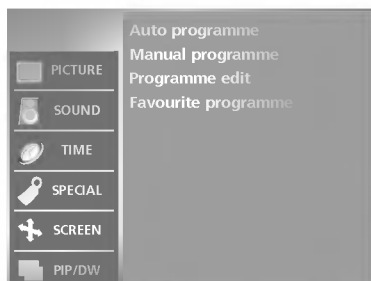 Auto programme
Manual programme
Programme edit
Favourite programme
PICTURE
SOUND
TIME
SPECIAL
SCREEN
PIP/DW